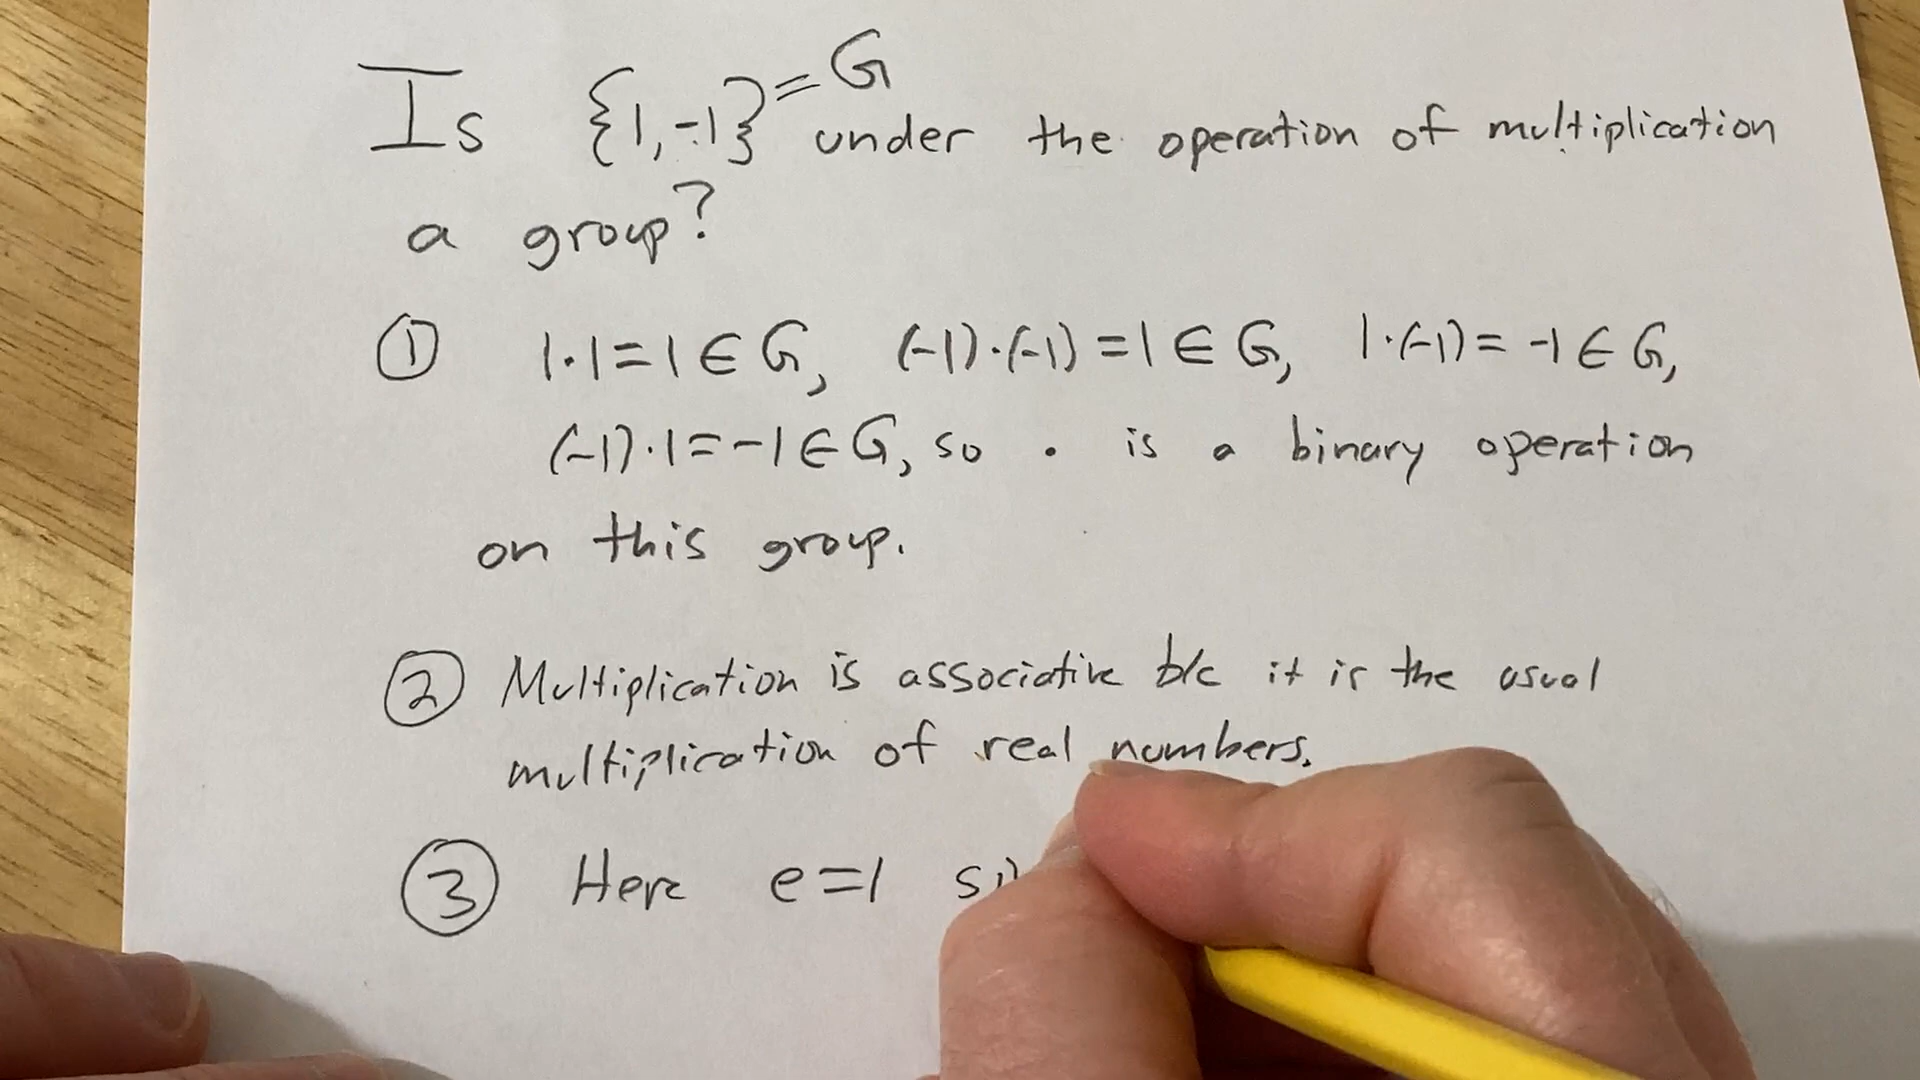 Is {1,-1} = G under the operation of multiplication
a group?
① 1·1=1∈G, (-1)·(-1)=1∈G, 1·(-1)=-1∈G,
(-1)·1=-1∈G, so · is a binary operation
on this group.
② Multiplication is associative b/c it is the usual
multiplication of real numbers.
③ Here e=1